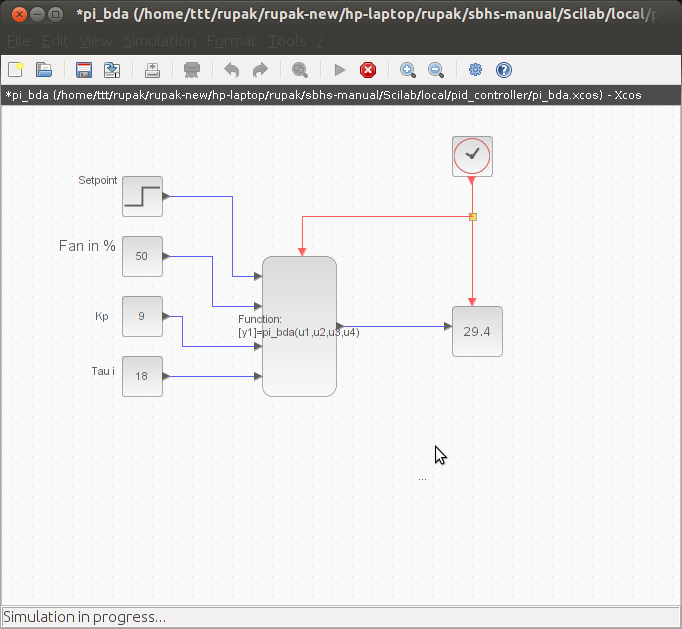 *pi_bda (/home/ttt/rupak/rupak-new/hp-laptop/rupak/sbhs-manual/Scilab/local/p
File Edit View Simulation Format Tools ?
*pi_bda (/home/ttt/rupak/rupak-new/hp-laptop/rupak/sbhs-manual/Scilab/local/pid_controller/pi_bda.xcos) - Xcos
Setpoint
Fan in %
50
Kp
9
Function:
[y1]=pi_bda(u1,u2,u3,u4)
29.4
Tau i
18
...
Simulation in progress...